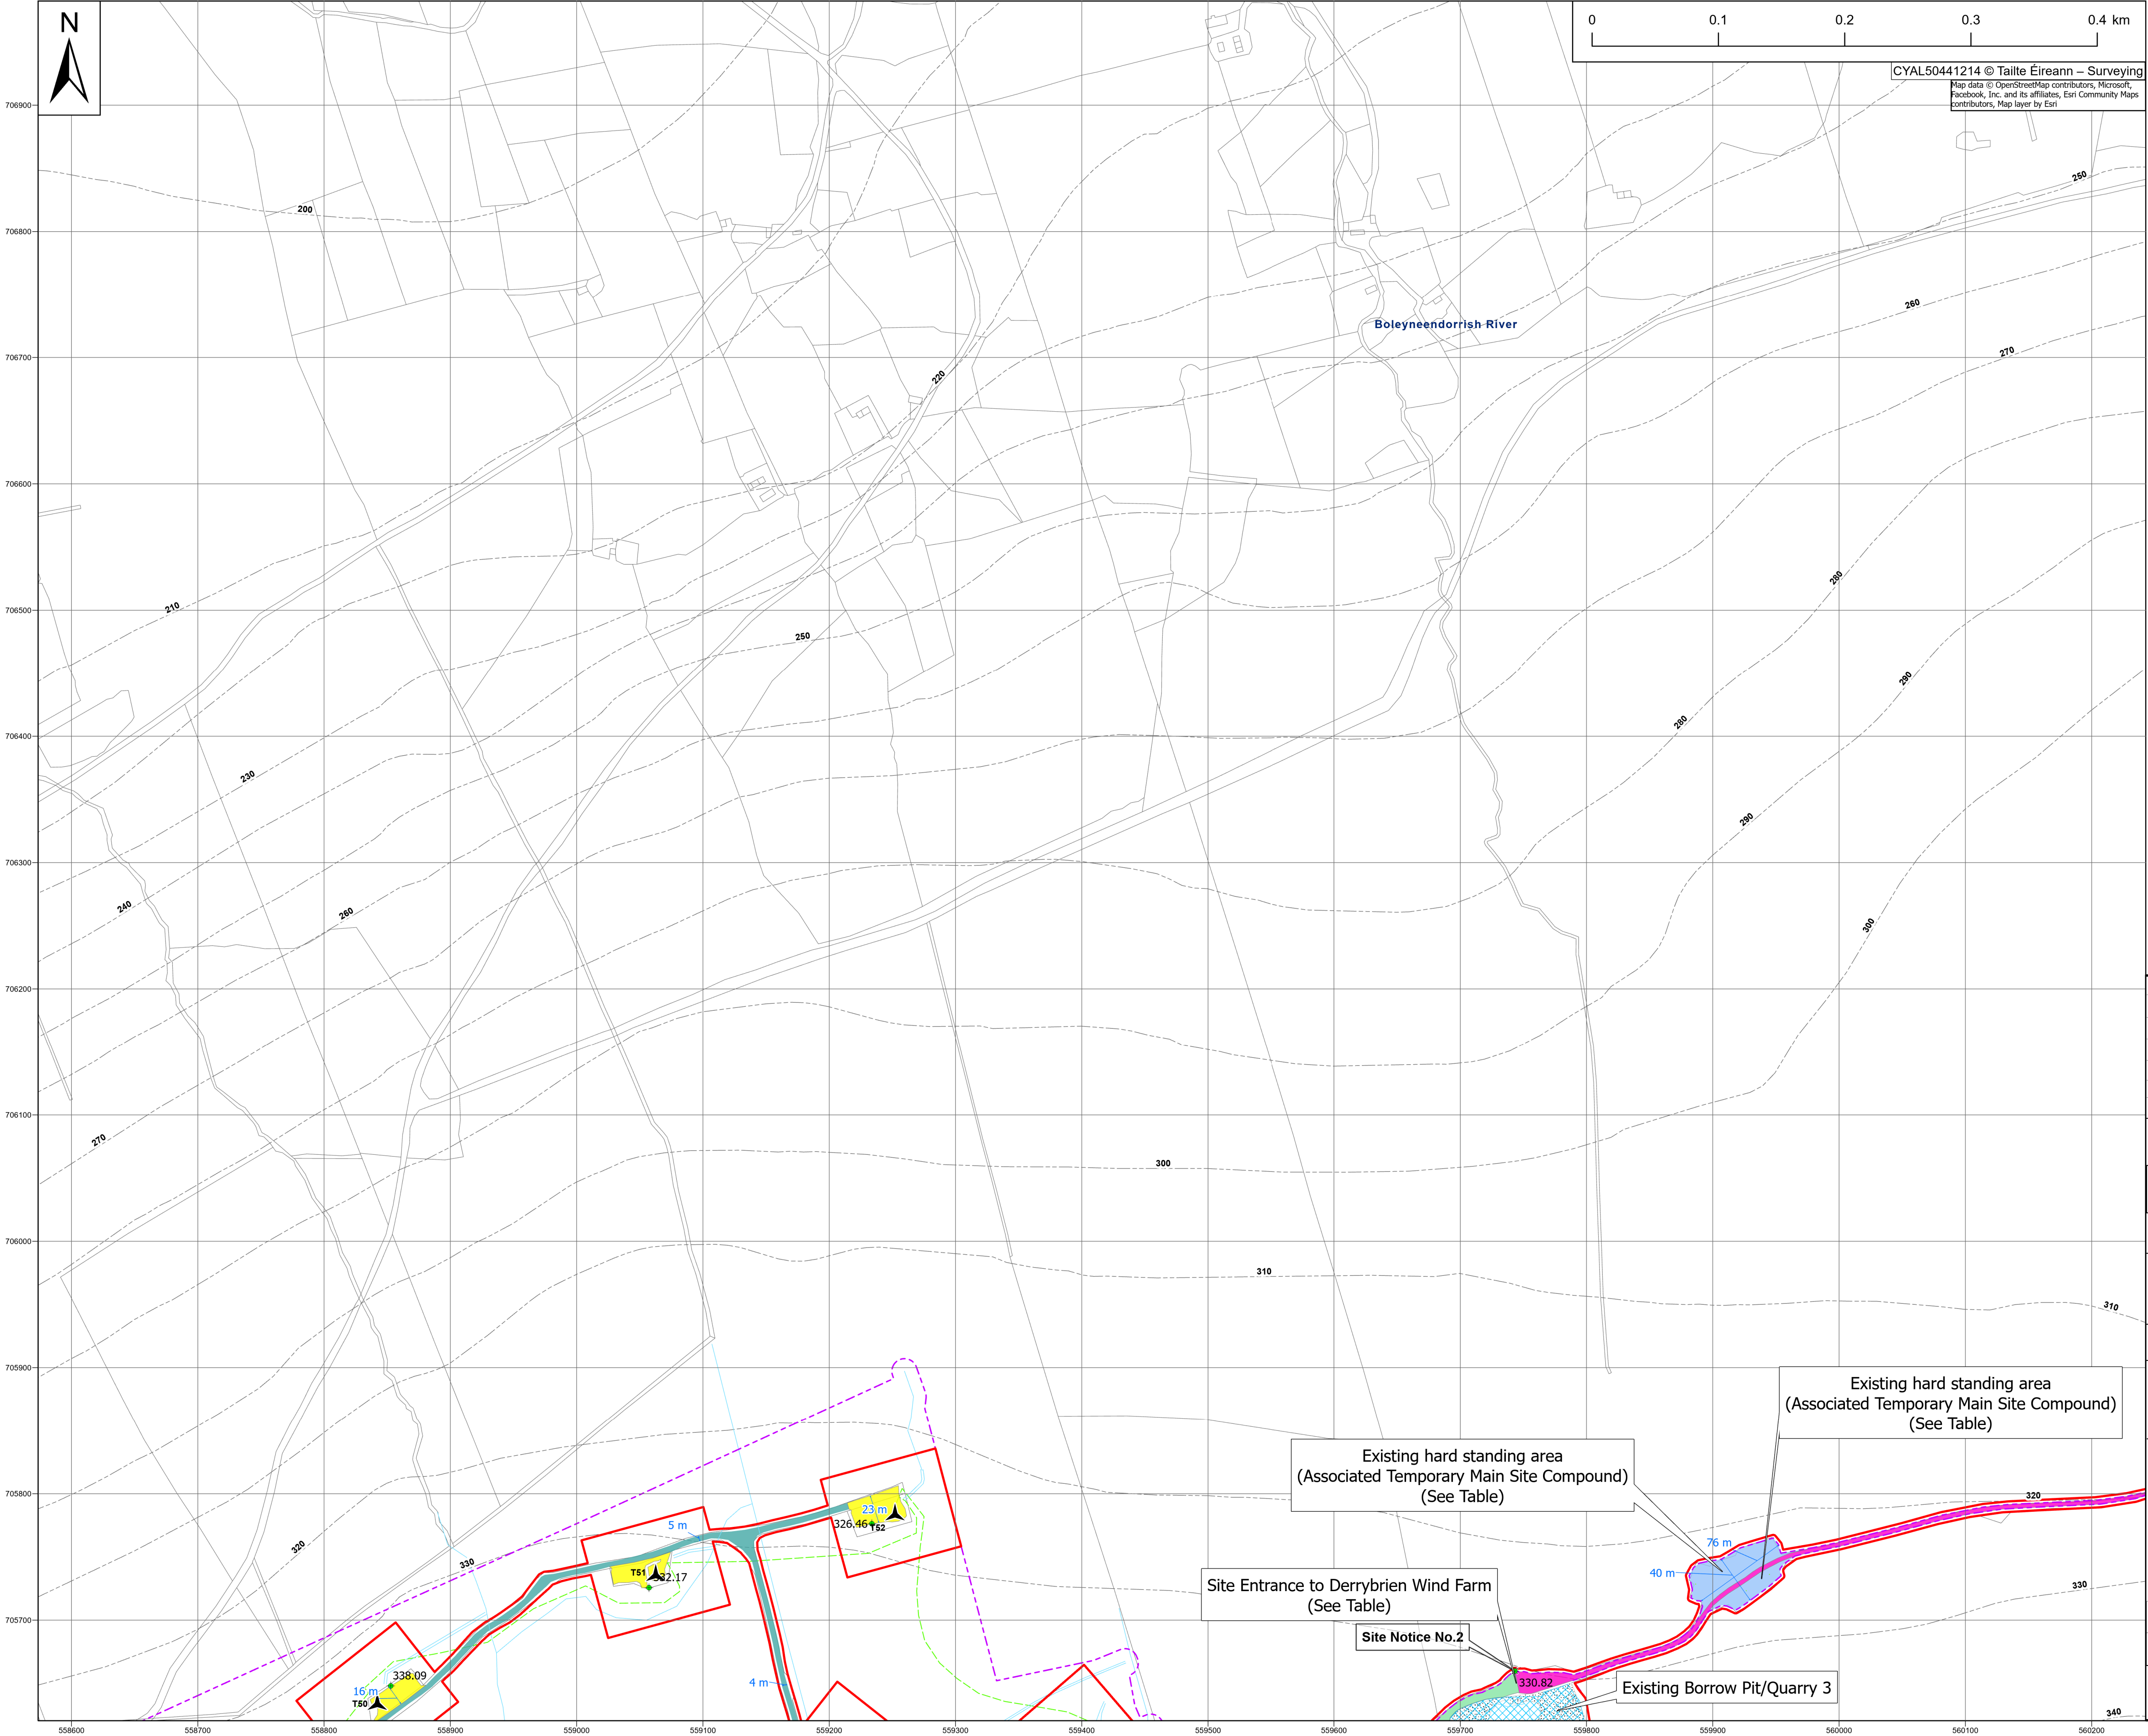 N
0 0.1 0.2 0.3 0.4 km
CYAL50441214 © Tailte Éireann – Surveying
Map data © OpenStreetMap contributors, Microsoft,
Facebook, Inc. and its affiliates, Esri Community Maps
contributors, Map layer by Esri
706900
250
200
706800
260
Boleyneendorrish River
270
706700
220
706600
280
210
706500
250
290
280
706400
230
290
706300
240
260
300
706200
270
706100
300
706000
310
310
705900
Existing hard standing area
(Associated Temporary Main Site Compound)
(See Table)
Existing hard standing area
(Associated Temporary Main Site Compound)
(See Table)
705800
320
23 m
326.46
T52
5 m
76 m
320
330
T51
332.17
40 m
330
Site Entrance to Derrybrien Wind Farm
(See Table)
705700
Site Notice No.2
338.09
4 m
330.82
16 m
T50
Existing Borrow Pit/Quarry 3
340
558600 558700 558800 558900 559000 559100 559200 559300 559400 559500 559600 559700 559800 559900 560000 560100 560200